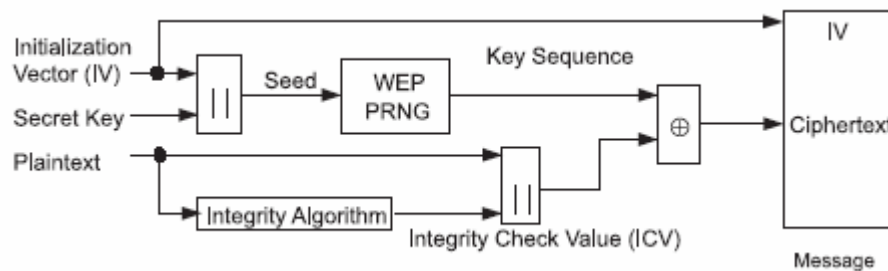 Initialization
Vector (IV)
Secret Key
Plaintext
||
Seed
WEP
PRNG
Key Sequence
Integrity Algorithm
||
Integrity Check Value (ICV)
⊕
IV
Ciphertext
Message